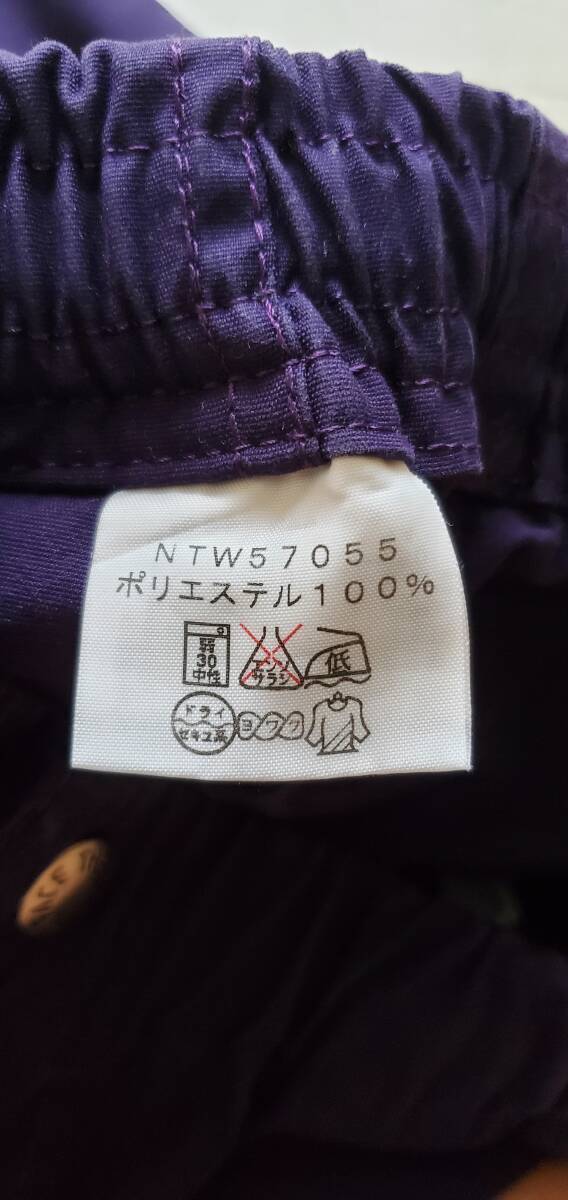 NTW57055
ポリエステル100%
弱
30
中性
エンソ
サラシ
低
ドライ
セキユ系
ヨワク